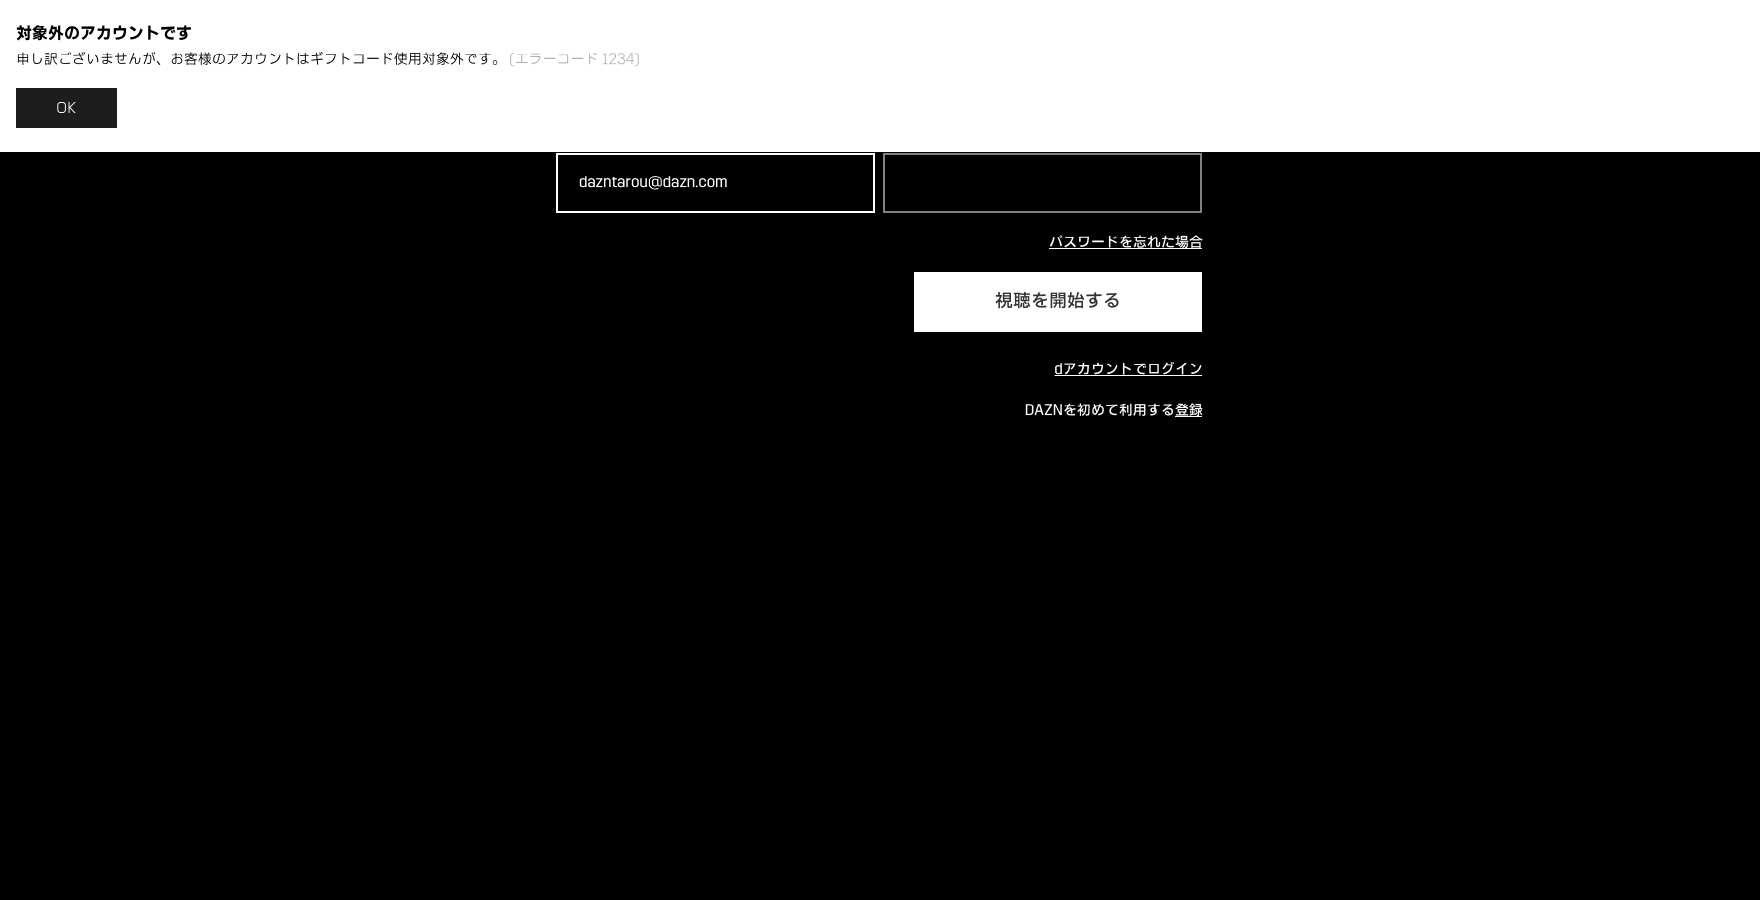 対象外のアカウントです
申し訳ございませんが、お客様のアカウントはギフトコード使用対象外です。 (エラーコード 1234)
OK
dazntarou@dazn.com
パスワードを忘れた場合
視聴を開始する
dアカウントでログイン
DAZNを初めて利用する登録